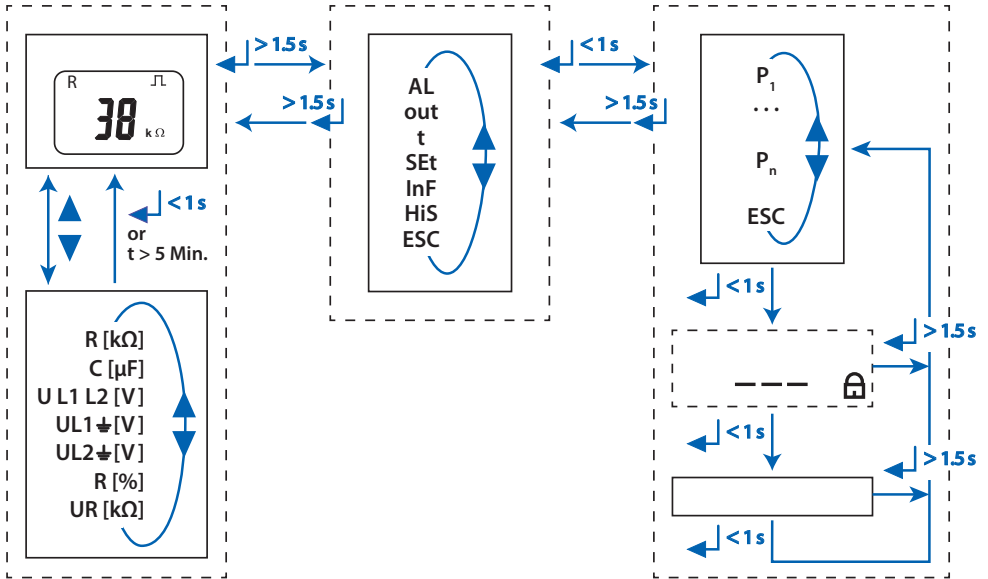 R
38 kΩ
< 1 s
or
t > 5 Min.
R [kΩ]
C [µF]
U L1 L2 [V]
UL1⏚[V]
UL2⏚[V]
R [%]
UR [kΩ]
> 1.5 s
> 1.5 s
AL
out
t
SEt
InF
HiS
ESC
< 1 s
> 1.5 s
P1
...
Pn
ESC
< 1 s
> 1.5 s
---
< 1 s
> 1.5 s
< 1 s